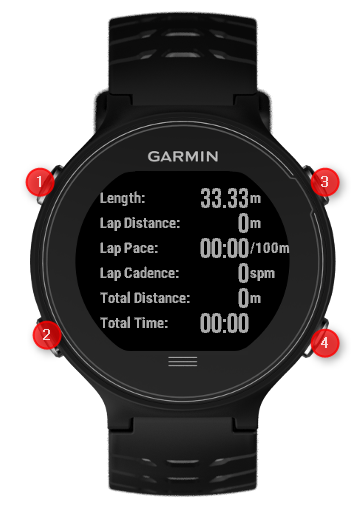 GARMIN
1
3
Length: 33.33m
Lap Distance: 0m
Lap Pace: 00:00/100m
Lap Cadence: 0spm
Total Distance: 0m
Total Time: 00:00
2
4